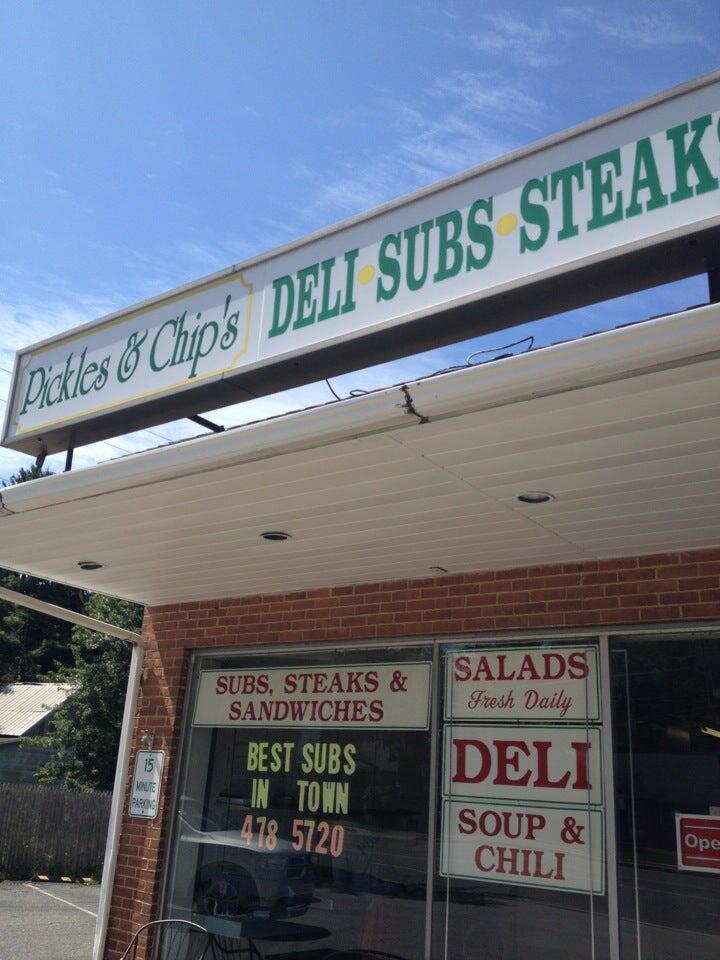 Pickles & Chip's
DELI • SUBS • STEAKS
SUBS, STEAKS &
SANDWICHES
BEST SUBS
IN TOWN
478 5720
SALADS
Fresh Daily
DELI
SOUP &
CHILI
15
MINUTE
PARKING
Ope